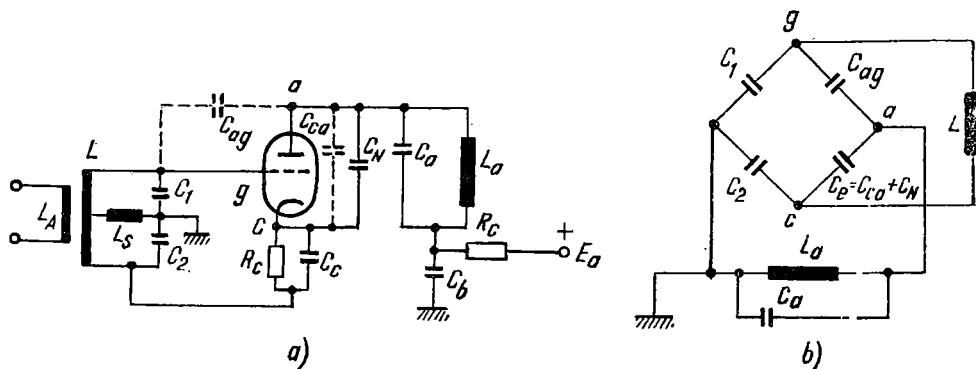 a
C_ag
C_ca
L
C_N
C_a
L_a
C_1
g
L_A
L_s
C
C_2
R_c
C_c
R_c
+
E_a
C_b
a)
g
C_1
C_ag
a
L
C_2
C_e=C_ca+C_N
c
L_a
C_a
b)